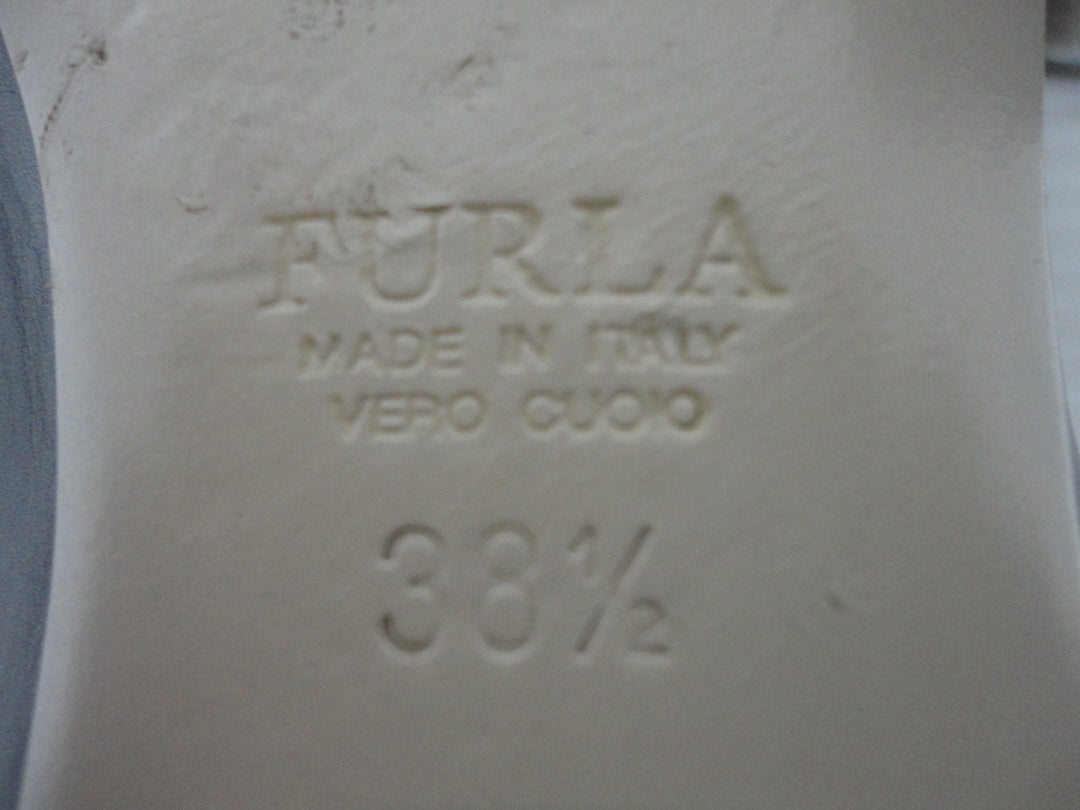 FURLA
MADE IN ITALY
VERO CUOIO
38½